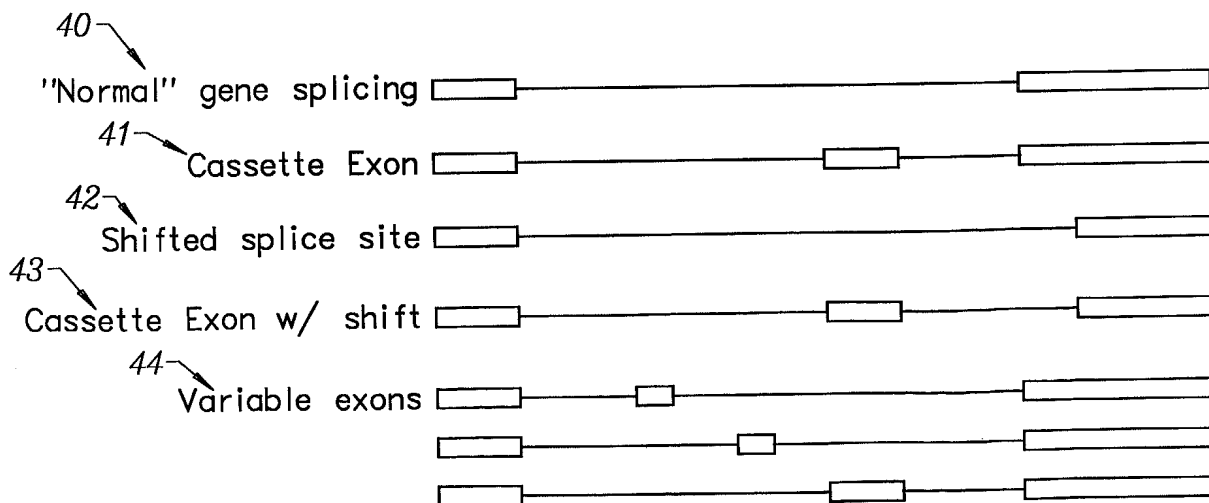 40
"Normal" gene splicing
41
Cassette Exon
42
Shifted splice site
43
Cassette Exon w/ shift
44
Variable exons